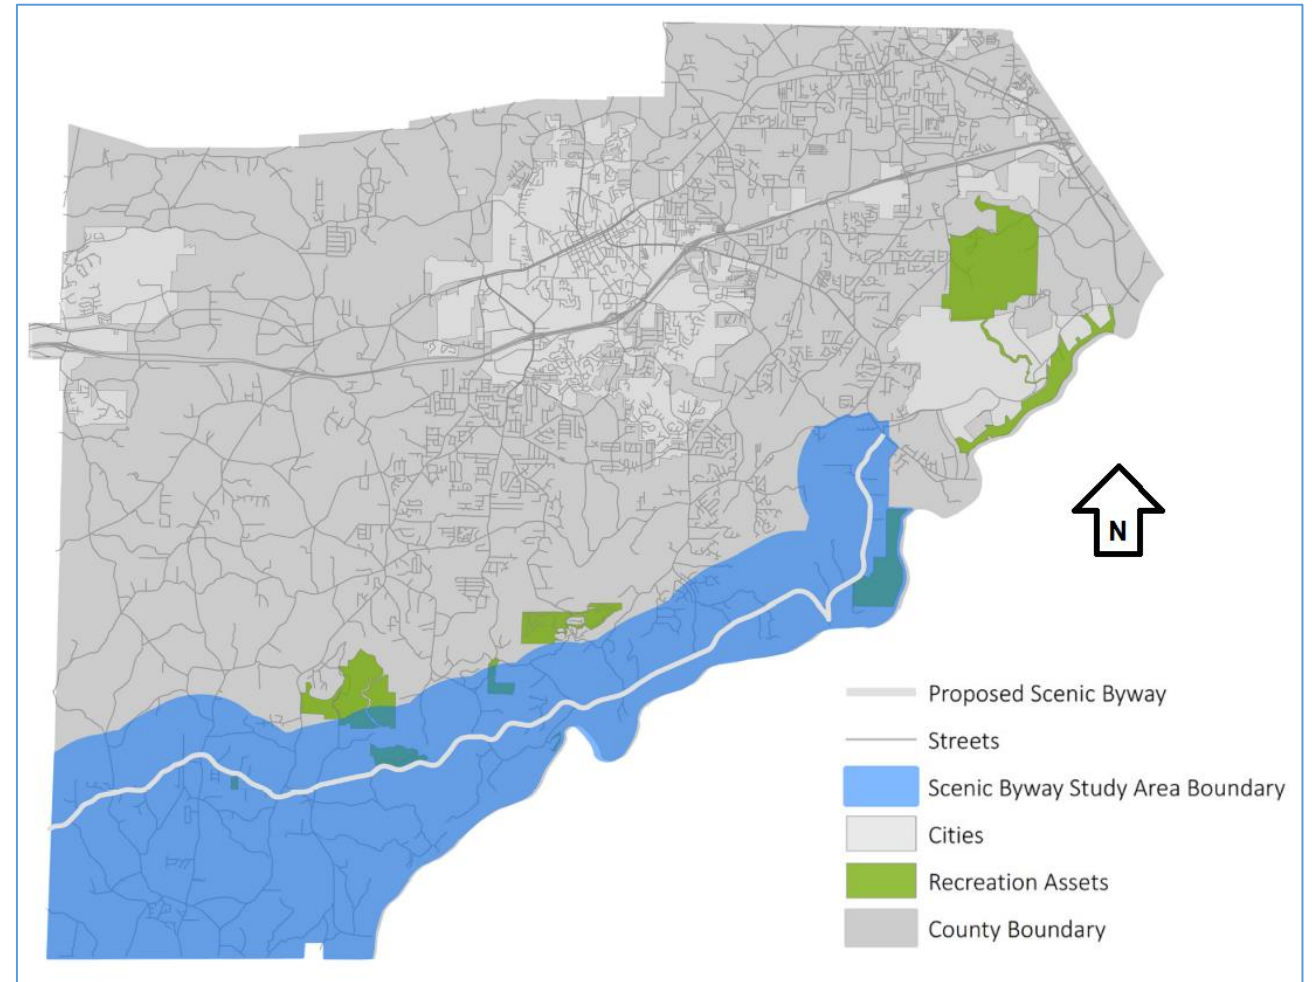 N
Proposed Scenic Byway
Streets
Scenic Byway Study Area Boundary
Cities
Recreation Assets
County Boundary